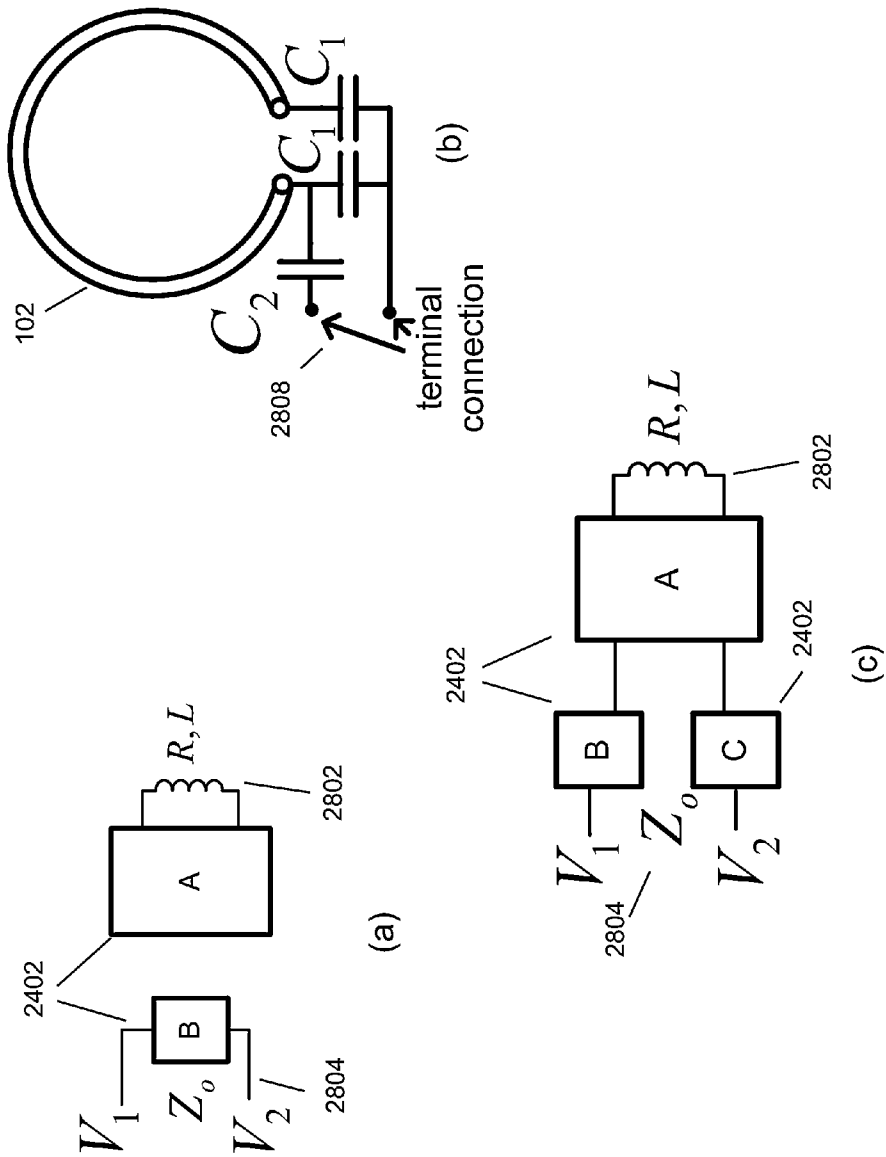 2402
V₁
B
Zₒ
V₂
2804
A
R, L
2802
(a)
102
C₁
C₁
C₂
2808
terminal
connection
(b)
2402
V₁
B
Zₒ
2804
V₂
C
2402
A
R, L
2802
(c)